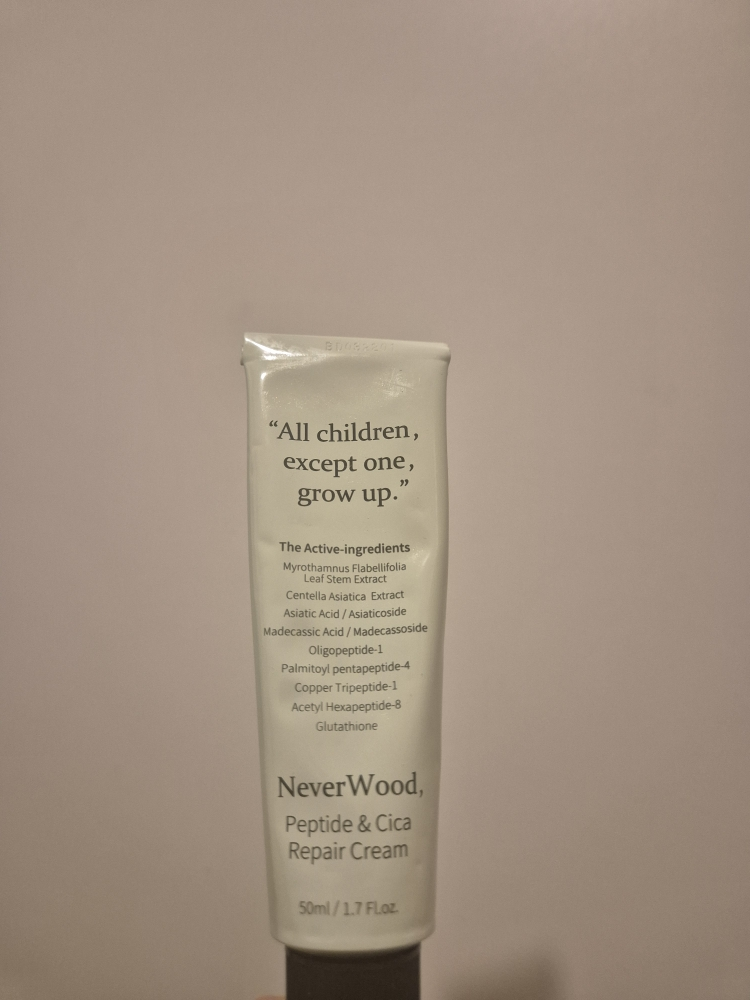 “All children,
except one,
grow up.”
The Active-ingredients
Myrothamnus Flabellifolia
Leaf Stem Extract
Centella Asiatica Extract
Asiatic Acid / Asiaticoside
Madecassic Acid / Madecassoside
Oligopeptide-1
Palmitoyl pentapeptide-4
Copper Tripeptide-1
Acetyl Hexapeptide-8
Glutathione
NeverWood,
Peptide & Cica
Repair Cream
50ml / 1.7 Fl.oz.